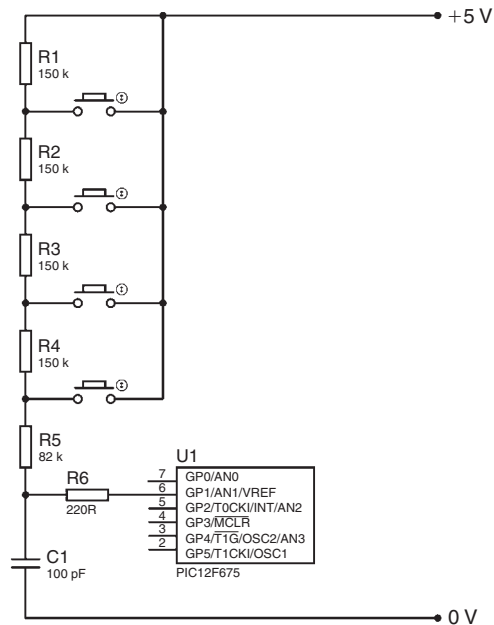 +5 V
R1
150 k
R2
150 k
R3
150 k
R4
150 k
R5
82 k
R6
220R
C1
100 pF
U1
7 GP0/AN0
6 GP1/AN1/VREF
5 GP2/T0CKI/INT/AN2
4 GP3/M̅C̅L̅R̅
3 GP4/T̅1̅G̅/OSC2/AN3
2 GP5/T1CKI/OSC1
PIC12F675
0 V